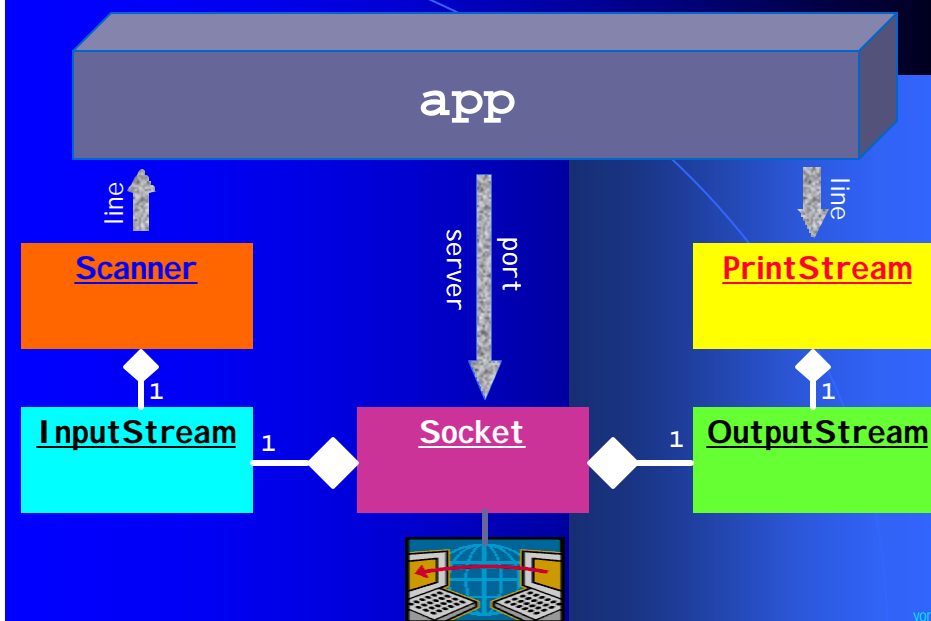 app
line
server
port
line
Scanner
PrintStream
1
1
InputStream
1
Socket
1
OutputStream